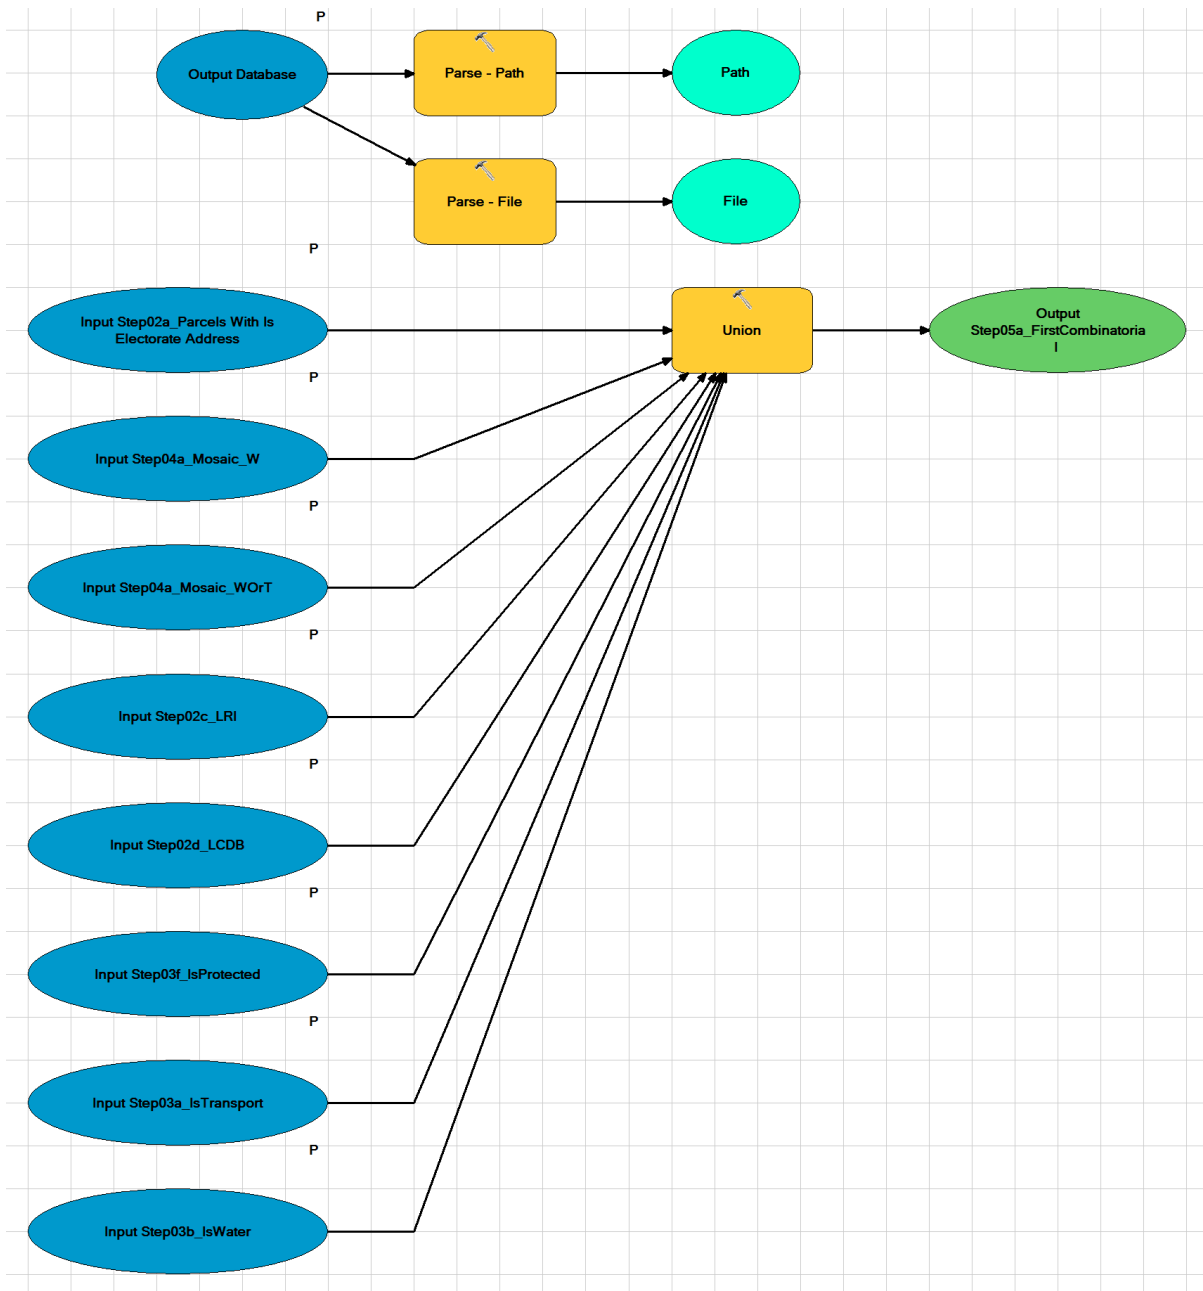 P
Output Database
Parse - Path
Path
Parse - File
File
P
Input Step02a_Parcels With Is
Electorate Address
Union
Output
Step05a_FirstCombinatoria
l
P
Input Step04a_Mosaic_W
P
Input Step04a_Mosaic_WOrT
P
Input Step02c_LRI
P
Input Step02d_LCDB
P
Input Step03f_IsProtected
P
Input Step03a_IsTransport
P
Input Step03b_IsWater